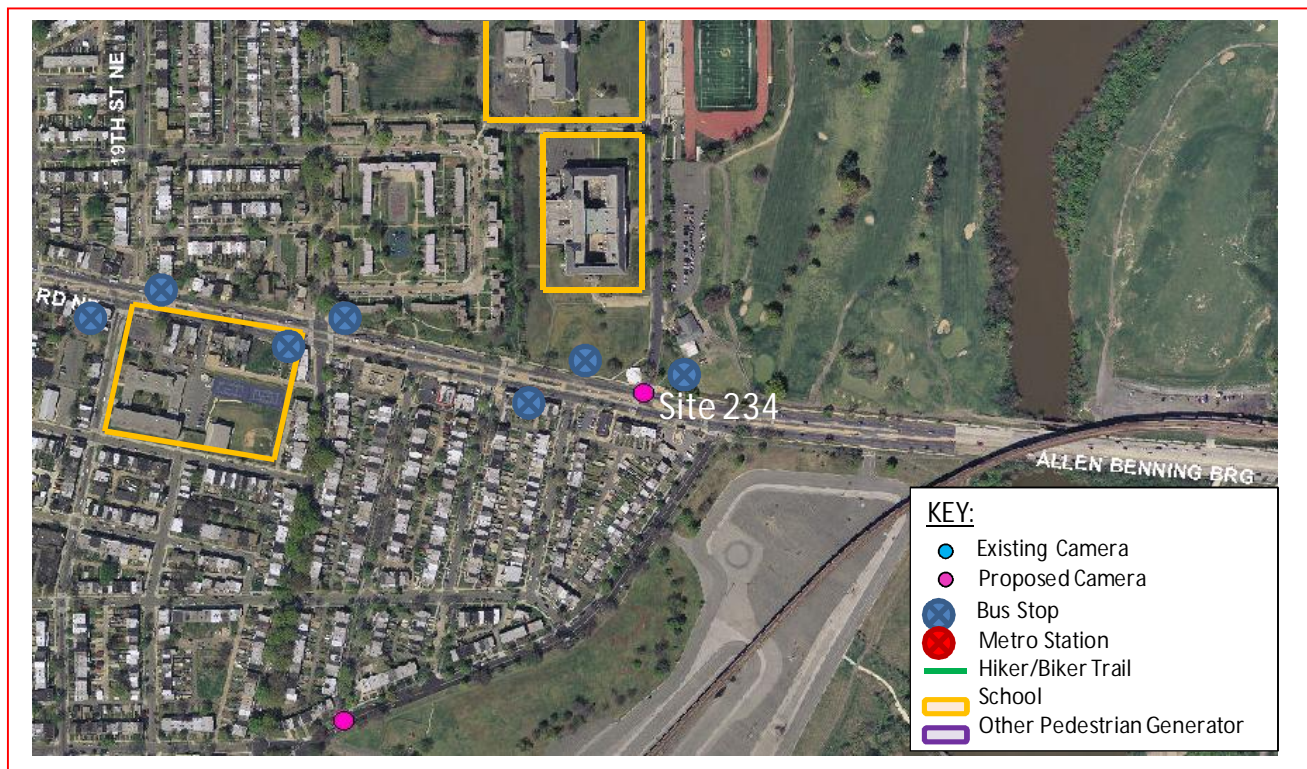 19TH ST NE
RD NE
Site 234
ALLEN BENNING BRG
KEY:
Existing Camera
Proposed Camera
Bus Stop
Metro Station
Hiker/Biker Trail
School
Other Pedestrian Generator